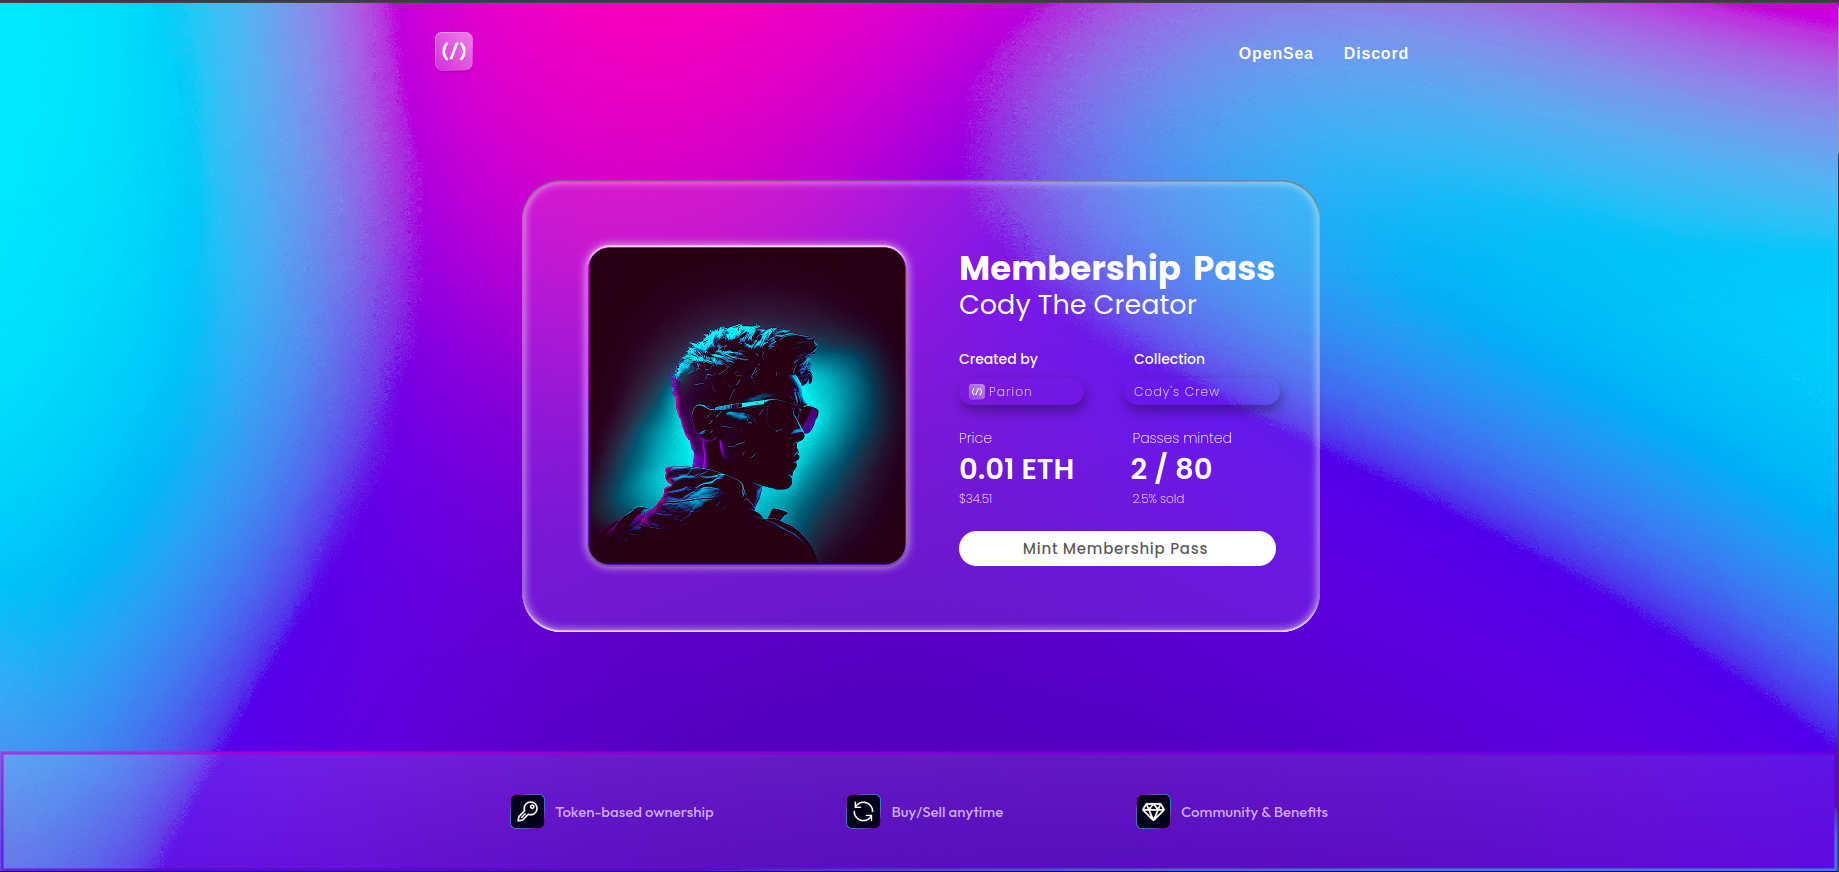 (/)
OpenSea Discord
Membership Pass
Cody The Creator
Created by Collection
(/) Parion Cody's Crew
Price Passes minted
0.01 ETH 2 / 80
$34.51 2.5% sold
Mint Membership Pass
Token-based ownership Buy/Sell anytime Community & Benefits